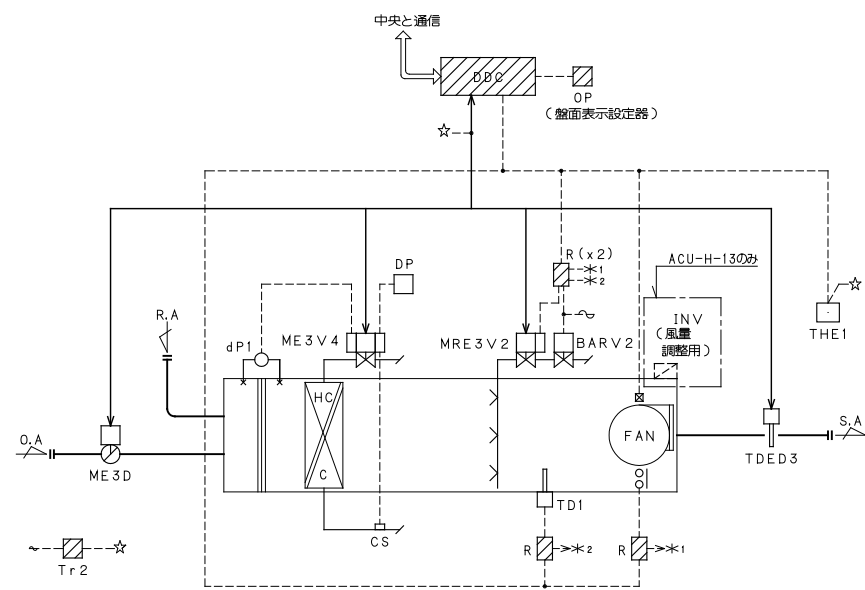 中央と通信
DDC
OP
(盤面表示設定器)
☆
R(x2)
*1
*2
ACU-H-13のみ
DP
☆
R.A
INV
(風量
調整用)
THE1
dP1
ME3V4
MRE3V2
BARV2
HC
C
FAN
O.A
S.A
ME3D
TDED3
TD1
CS
R
*2
R
*1
☆
Tr2